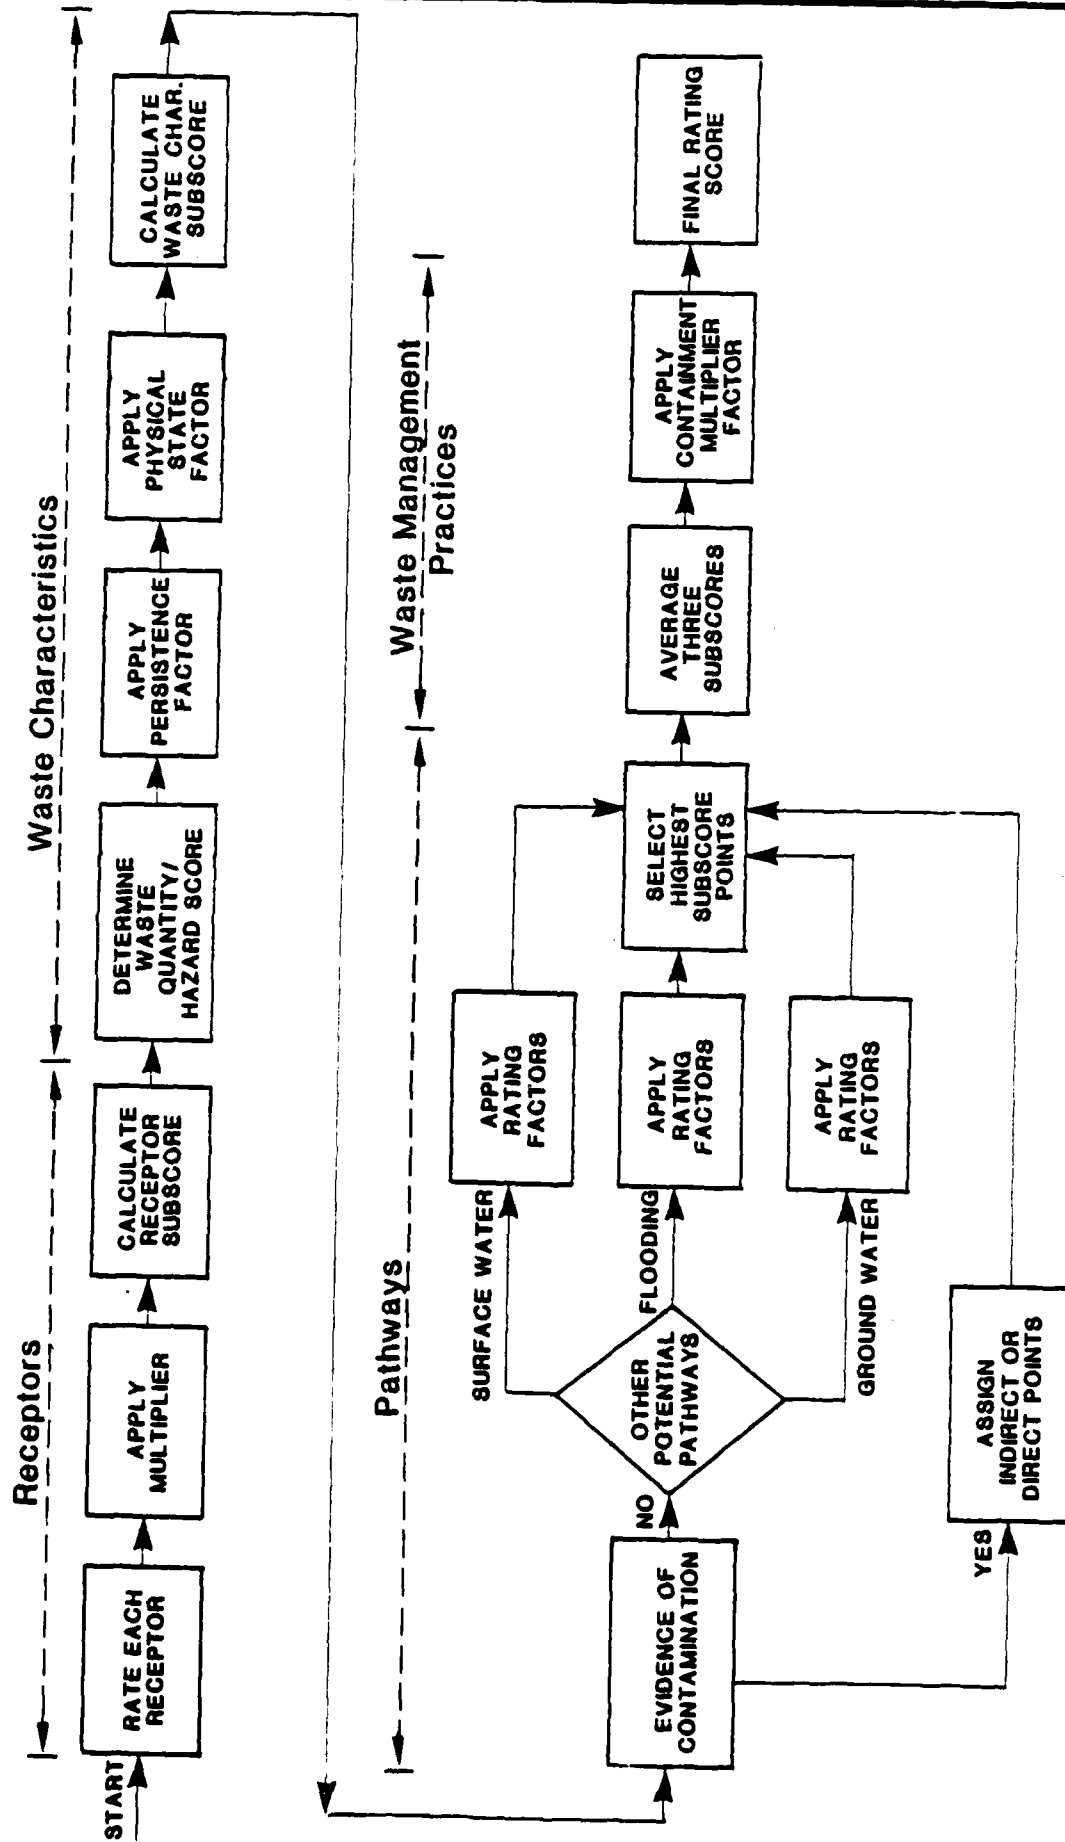 Receptors
Waste Characteristics
START
RATE EACH
RECEPTOR
APPLY
MULTIPLIER
CALCULATE
RECEPTOR
SUBSCORE
DETERMINE
WASTE
QUANTITY/
HAZARD SCORE
APPLY
PERSISTENCE
FACTOR
APPLY
PHYSICAL
STATE
FACTOR
CALCULATE
WASTE CHAR.
SUBSCORE
Pathways
Waste Management
Practices
EVIDENCE OF
CONTAMINATION
NO
YES
OTHER
POTENTIAL
PATHWAYS
SURFACE WATER
APPLY
RATING
FACTORS
FLOODING
APPLY
RATING
FACTORS
GROUND WATER
APPLY
RATING
FACTORS
ASSIGN
INDIRECT OR
DIRECT POINTS
SELECT
HIGHEST
SUBSCORE
POINTS
AVERAGE
THREE
SUBSCORES
APPLY
CONTAINMENT
MULTIPLIER
FACTOR
FINAL RATING
SCORE